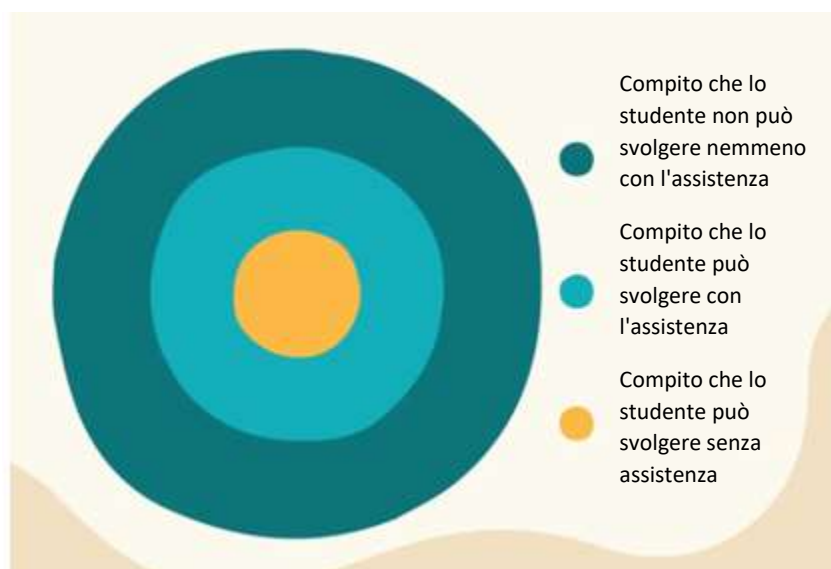 Compito che lo
studente non può
svolgere nemmeno
con l'assistenza
Compito che lo
studente può
svolgere con
l'assistenza
Compito che lo
studente può
svolgere senza
assistenza